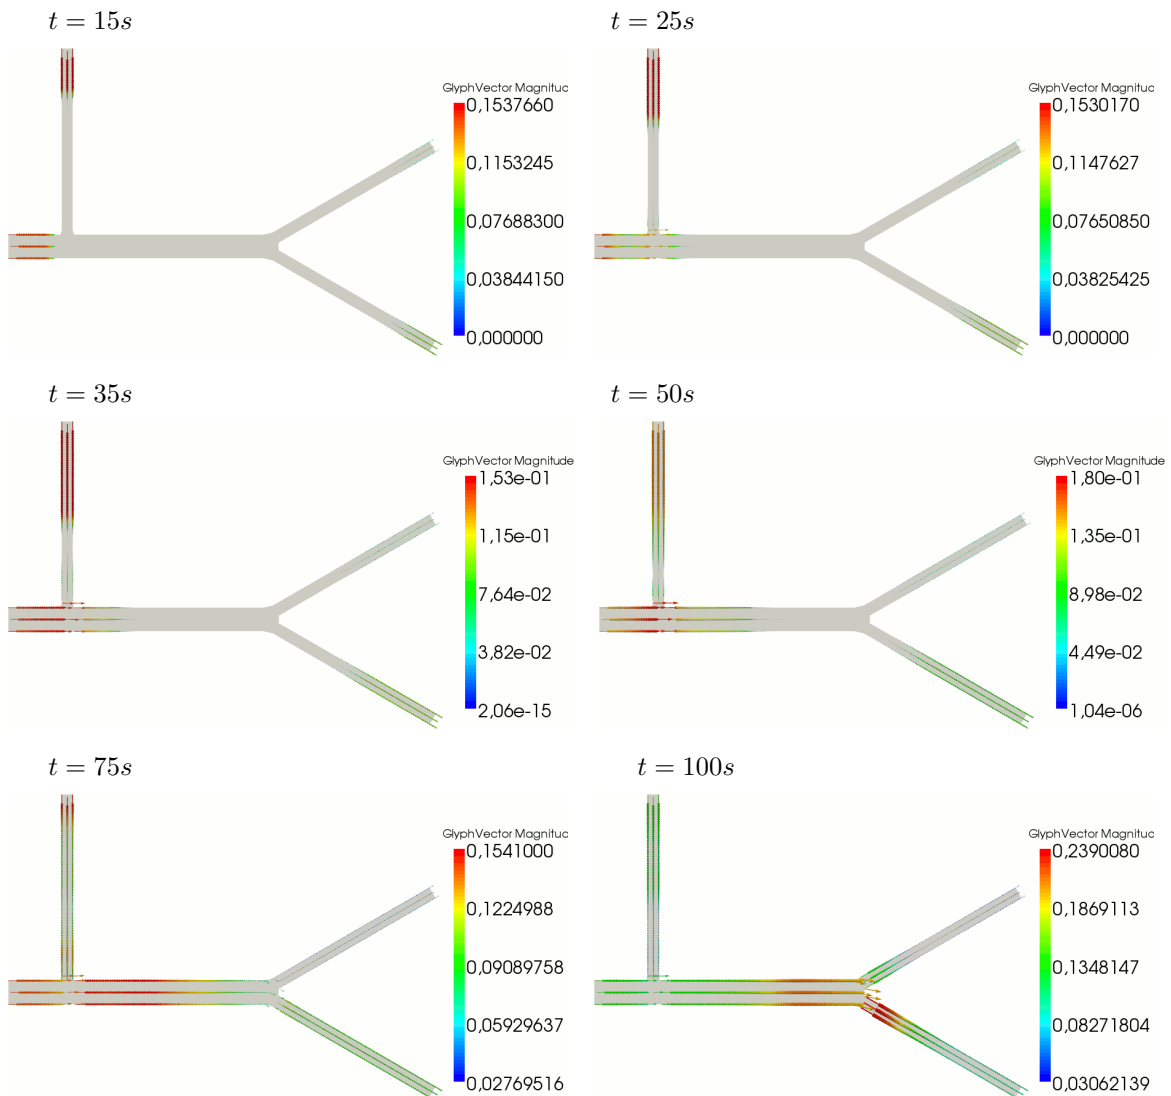 t = 15s
GlyphVector Magnituc
0,1537660
0,1153245
0,07688300
0,03844150
0,000000
t = 25s
GlyphVector Magnituc
0,1530170
0,1147627
0,07650850
0,03825425
0,000000
t = 35s
GlyphVector Magnitude
1,53e-01
1,15e-01
7,64e-02
3,82e-02
2,06e-15
t = 50s
GlyphVector Magnitude
1,80e-01
1,35e-01
8,98e-02
4,49e-02
1,04e-06
t = 75s
GlyphVector Magnituc
0,1541000
0,1224988
0,09089758
0,05929637
0,02769516
t = 100s
GlyphVector Magnituc
0,2390080
0,1869113
0,1348147
0,08271804
0,03062139